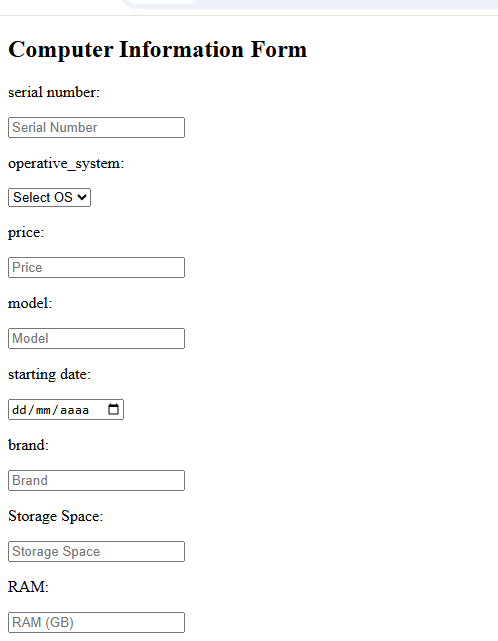 Computer Information Form
serial number:
Serial Number
operative_system:
Select OS
price:
Price
model:
Model
starting date:
dd/mm/aaaa
brand:
Brand
Storage Space:
Storage Space
RAM:
RAM (GB)